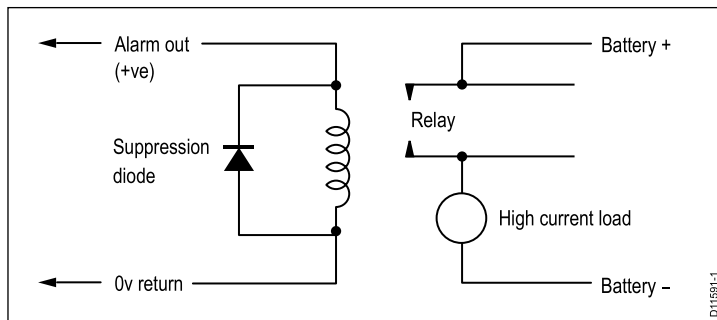 Alarm out
(+ve)
Battery +
Relay
Suppression
diode
High current load
0v return
Battery –
D11591-1